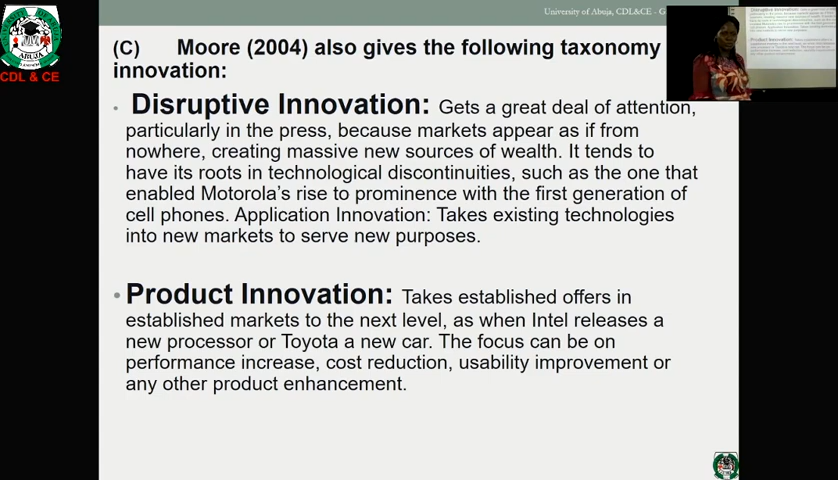 University of Abuja, CDL&CE - G
CDL & CE
(C) Moore (2004) also gives the following taxonomy
innovation:
• Disruptive Innovation: Gets a great deal of attention,
particularly in the press, because markets appear as if from
nowhere, creating massive new sources of wealth. It tends to
have its roots in technological discontinuities, such as the one that
enabled Motorola's rise to prominence with the first generation of
cell phones. Application Innovation: Takes existing technologies
into new markets to serve new purposes.
• Product Innovation: Takes established offers in
established markets to the next level, as when Intel releases a
new processor or Toyota a new car. The focus can be on
performance increase, cost reduction, usability improvement or
any other product enhancement.